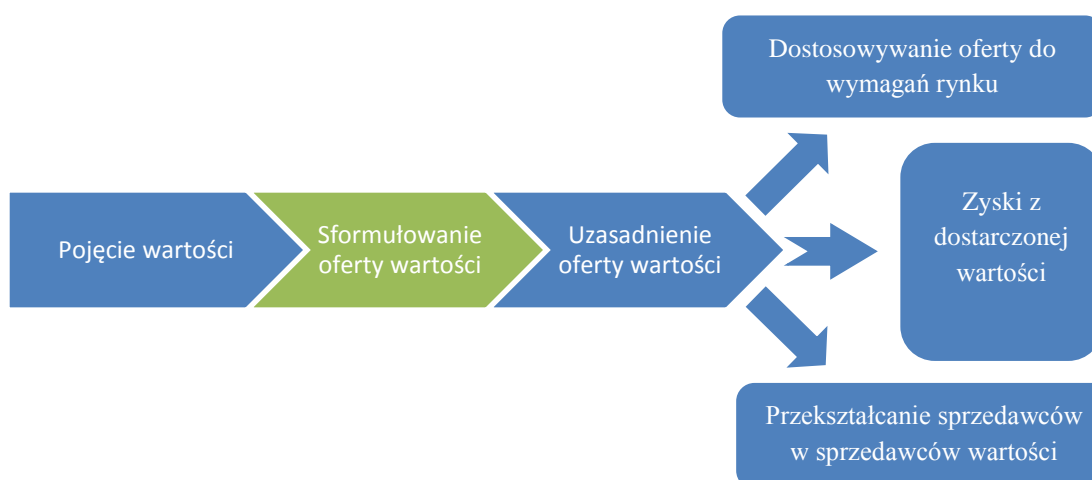 Dostosowywanie oferty do
wymagań rynku
Pojęcie wartości
Sformułowanie
oferty wartości
Uzasadnienie
oferty wartości
Zyski z
dostarczonej
wartości
Przekształcanie sprzedawców
w sprzedawców wartości